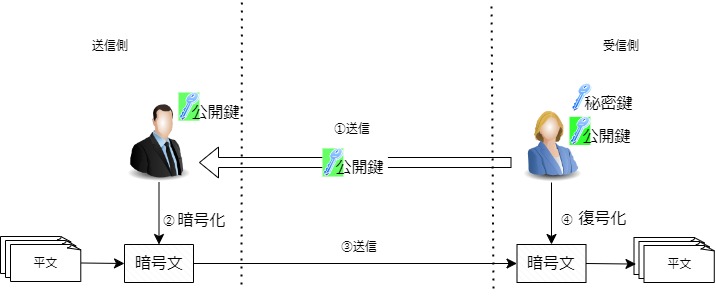 送信側
受信側
秘密鍵
公開鍵
公開鍵
①送信
公開鍵
② 暗号化
④ 復号化
③送信
平文
暗号文
暗号文
平文